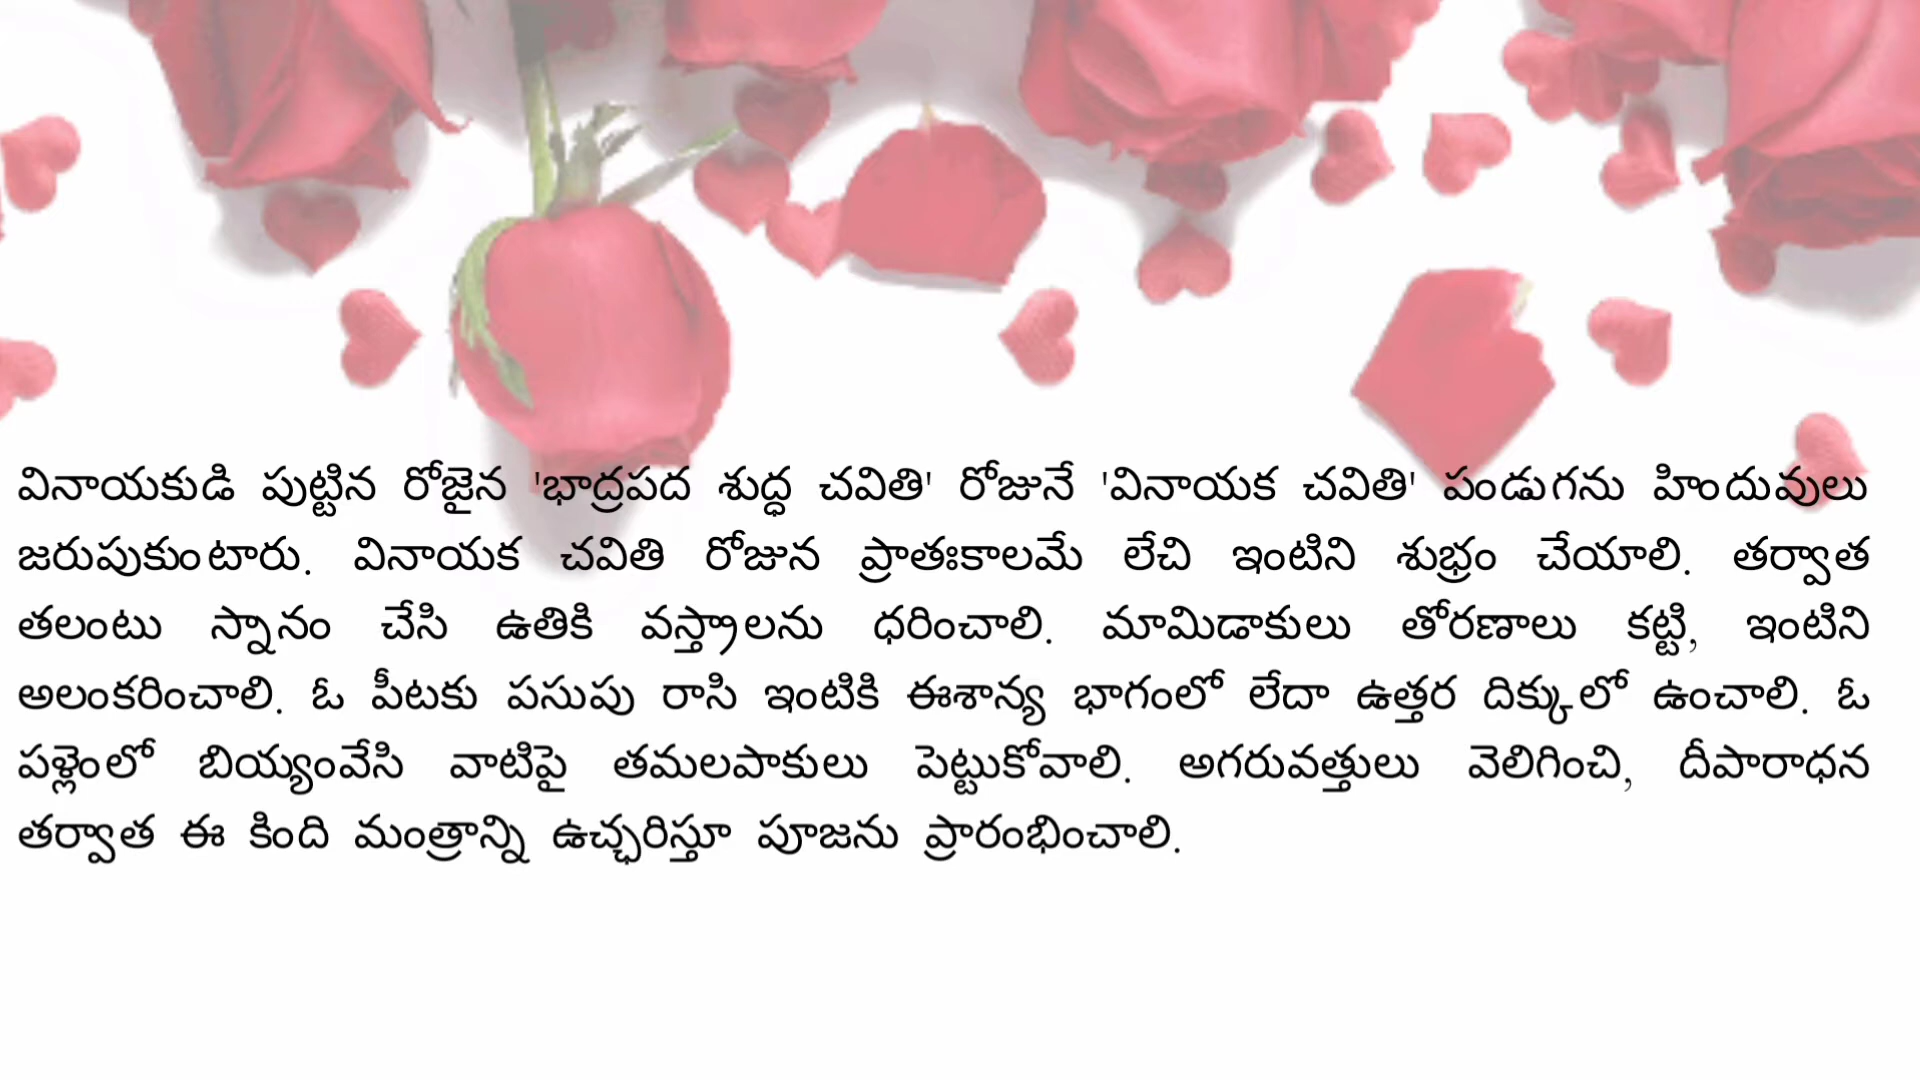 వినాయకుడి పుట్టిన రోజైన 'భాద్రపద శుద్ధ చవితి' రోజునే 'వినాయక చవితి' పండుగను హిందువులు
జరుపుకుంటారు. వినాయక చవితి రోజున ప్రాతఃకాలమే లేచి ఇంటిని శుభ్రం చేయాలి. తర్వాత
తలంటు స్నానం చేసి ఉతికి వస్త్రాలను ధరించాలి. మామిడాకులు తోరణాలు కట్టి, ఇంటిని
అలంకరించాలి. ఓ పీటకు పసుపు రాసి ఇంటికి ఈశాన్య భాగంలో లేదా ఉత్తర దిక్కులో ఉంచాలి. ఓ
పళ్లెంలో బియ్యంవేసి వాటిపై తమలపాకులు పెట్టుకోవాలి. అగరువత్తులు వెలిగించి, దీపారాధన
తర్వాత ఈ కింది మంత్రాన్ని ఉచ్ఛరిస్తూ పూజను ప్రారంభించాలి.